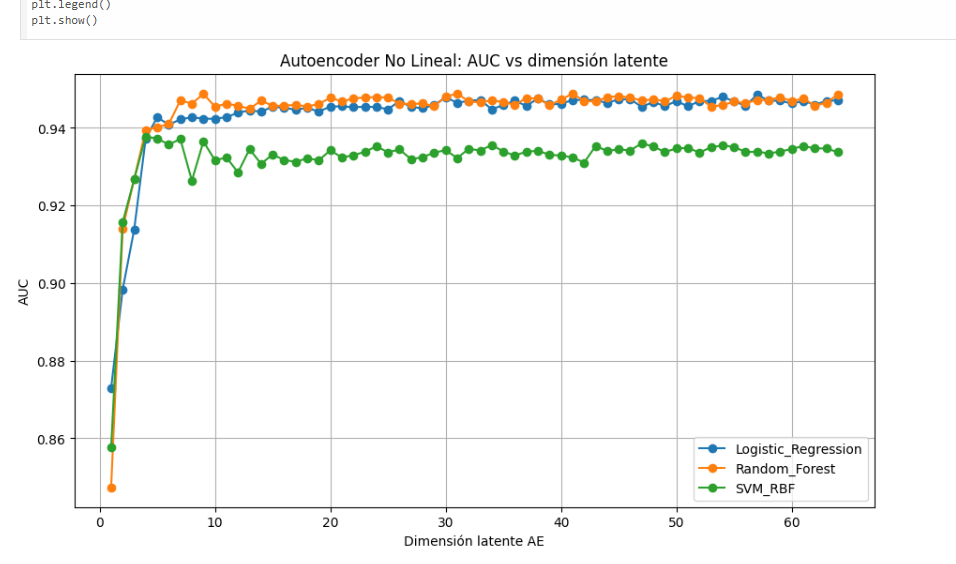 plt.legend()
plt.show()
Autoencoder No Lineal: AUC vs dimensión latente
AUC
0.94
0.92
0.90
0.88
0.86
Logistic_Regression
Random_Forest
SVM_RBF
0 10 20 30 40 50 60
Dimensión latente AE